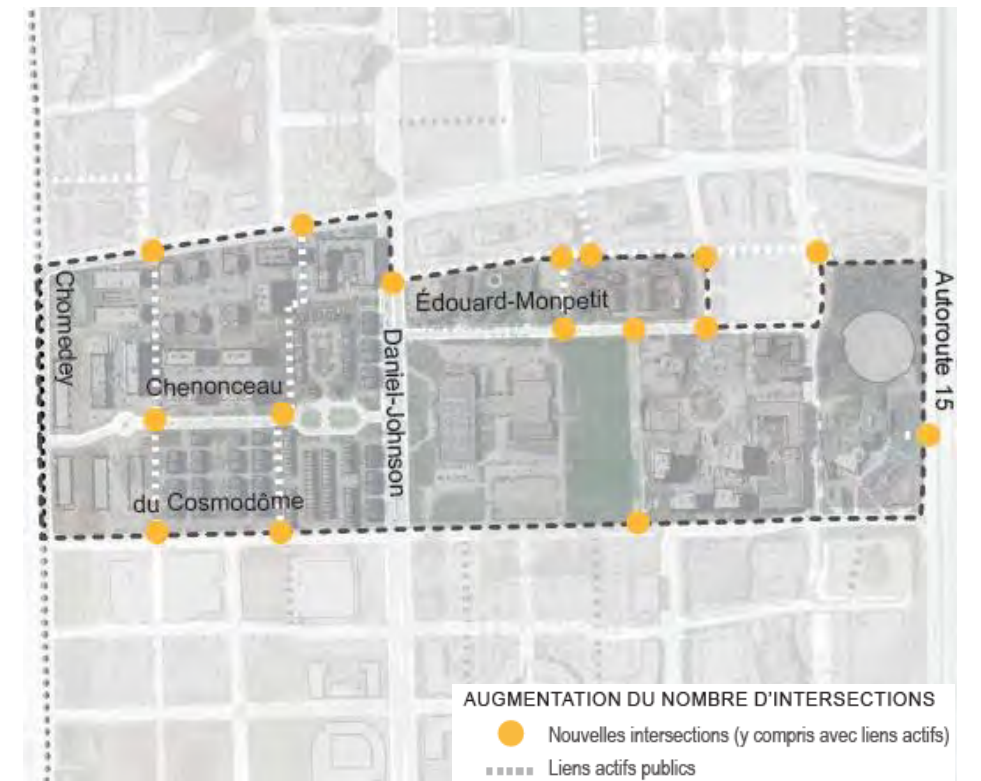 Chomedey
Édouard-Monpetit
Daniel-Johnson
Autoroute 15
Chenonceau
du Cosmodôme
AUGMENTATION DU NOMBRE D'INTERSECTIONS
Nouvelles intersections (y compris avec liens actifs)
Liens actifs publics